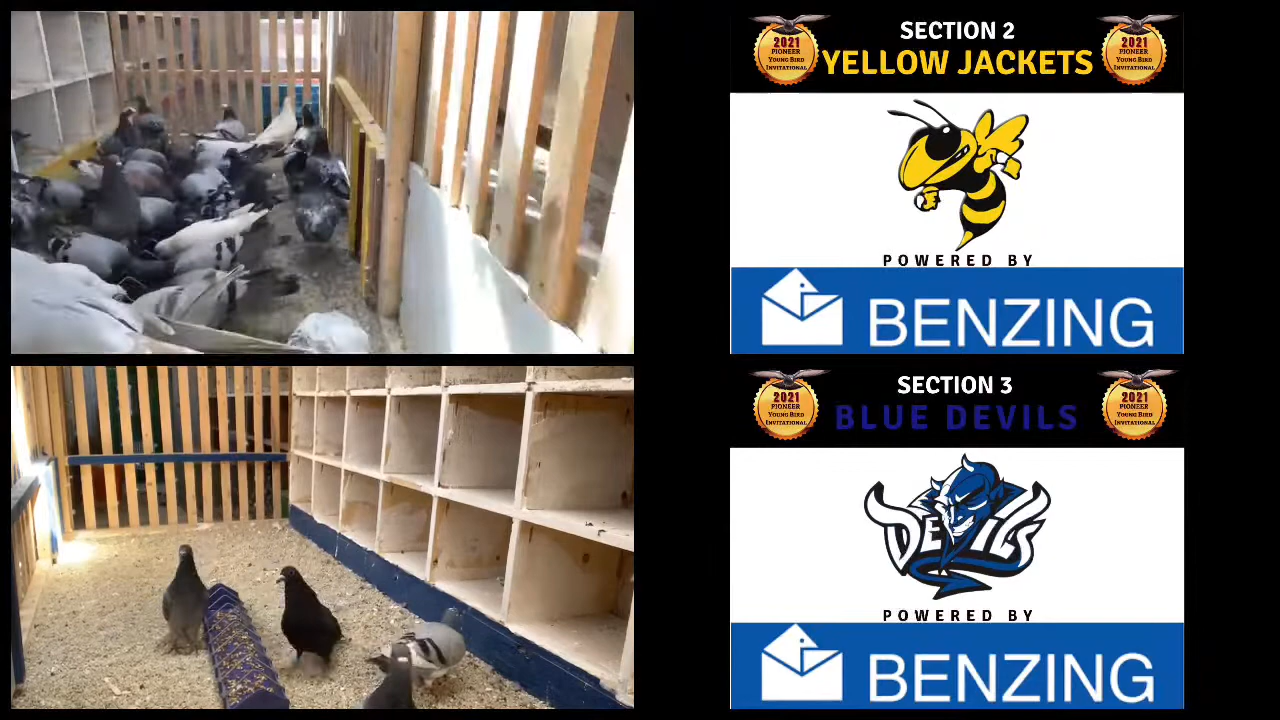 SECTION 2
2021
PIONEER
YOUNG BIRD
INVITATIONAL
YELLOW JACKETS
2021
PIONEER
YOUNG BIRD
INVITATIONAL
POWERED BY
BENZING
SECTION 3
2021
PIONEER
YOUNG BIRD
INVITATIONAL
BLUE DEVILS
2021
PIONEER
YOUNG BIRD
INVITATIONAL
DEVILS
POWERED BY
BENZING